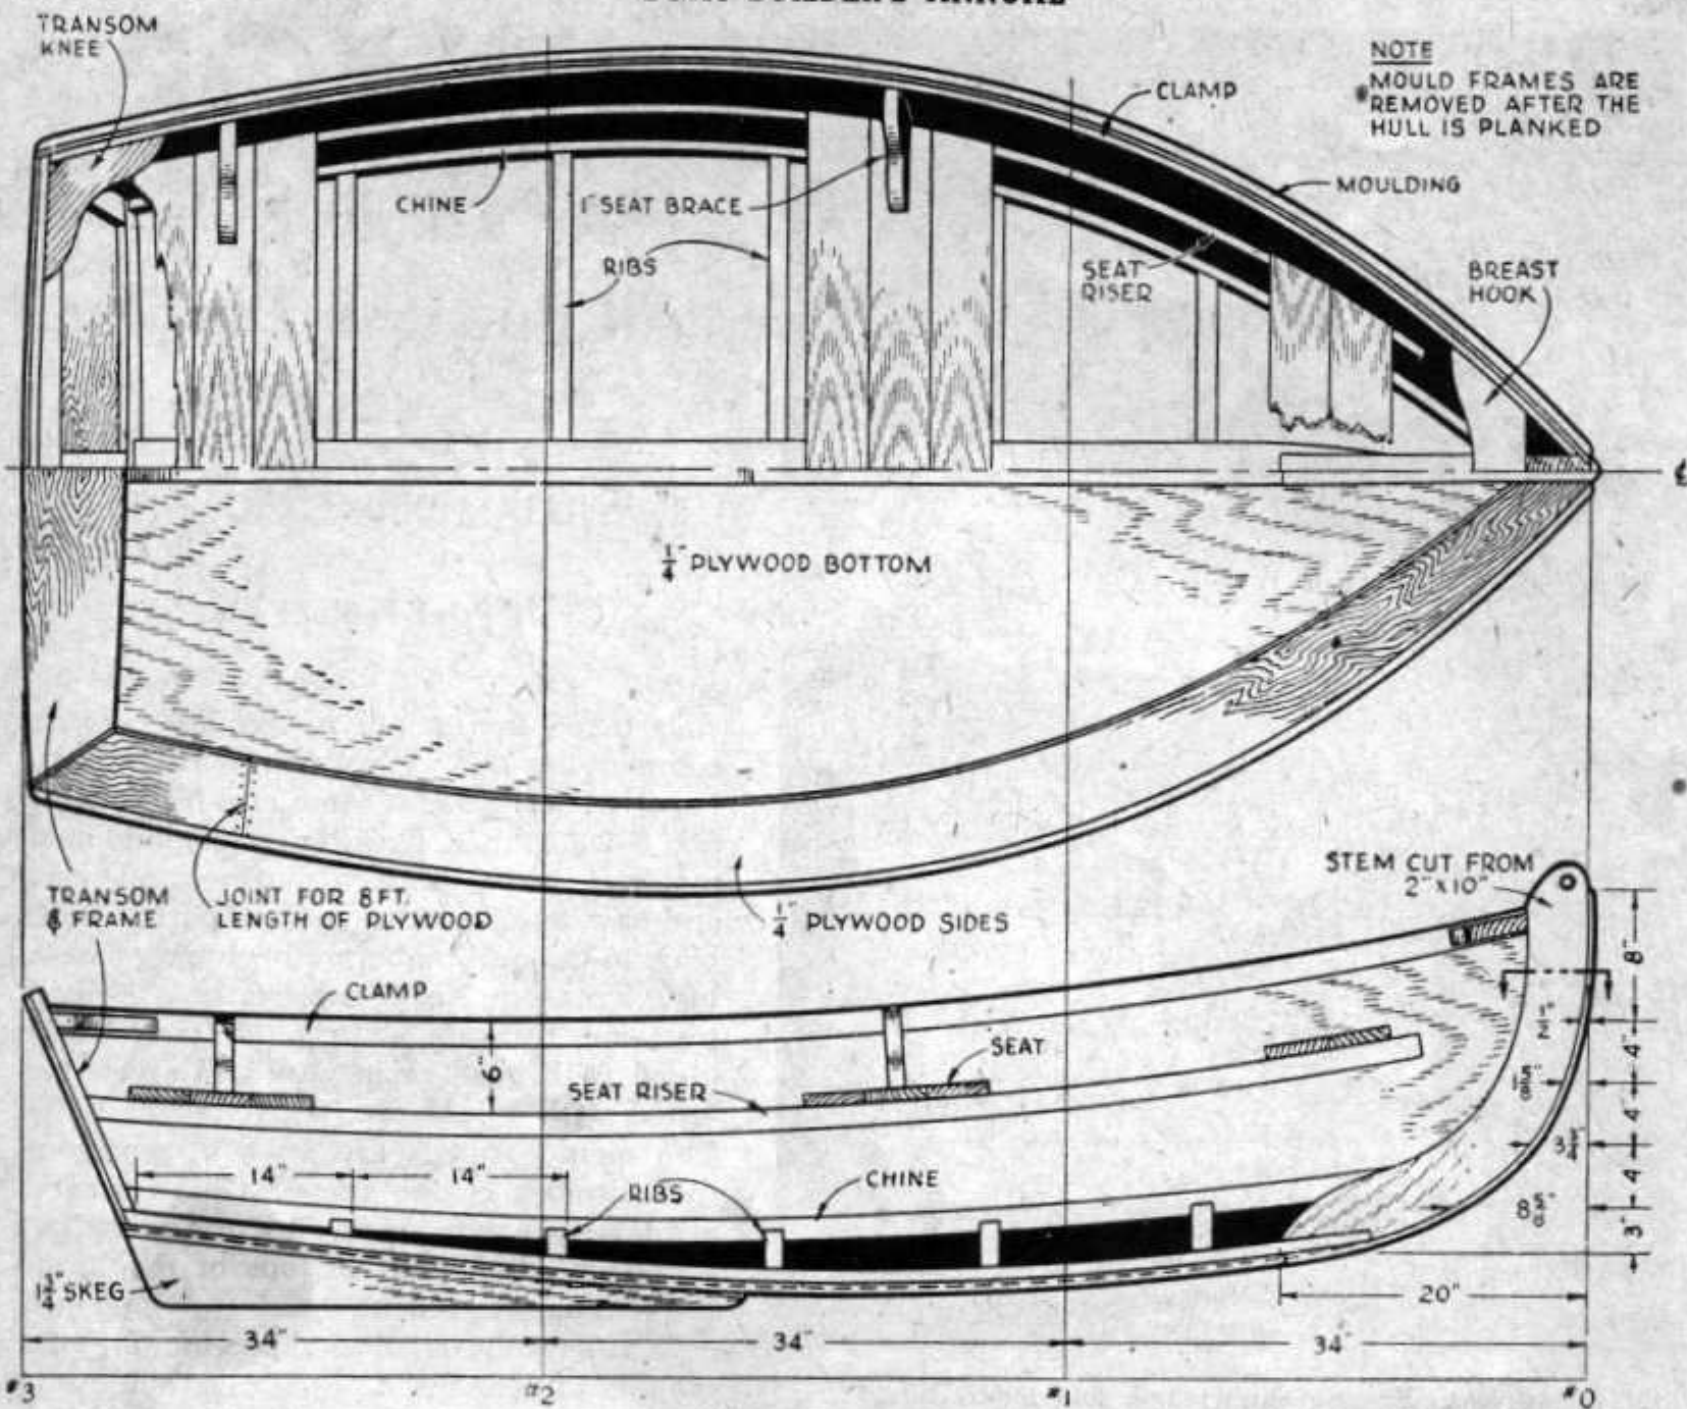 TRANSOM
KNEE
NOTE
MOULD FRAMES ARE
REMOVED AFTER THE
HULL IS PLANKED
CLAMP
MOULDING
CHINE
1" SEAT BRACE
RIBS
SEAT
RISER
BREAST
HOOK
℄
1/4" PLYWOOD BOTTOM
TRANSOM
& FRAME
JOINT FOR 8 FT.
LENGTH OF PLYWOOD
1/4" PLYWOOD SIDES
STEM CUT FROM
2" X 10"
8"
CLAMP
6"
SEAT
SEAT RISER
4"
4"
4
3"
14"
14"
RIBS
CHINE
8 5/8"
1 3/4" SKEG
20"
34"
34"
34"
#3
#2
#1
#0